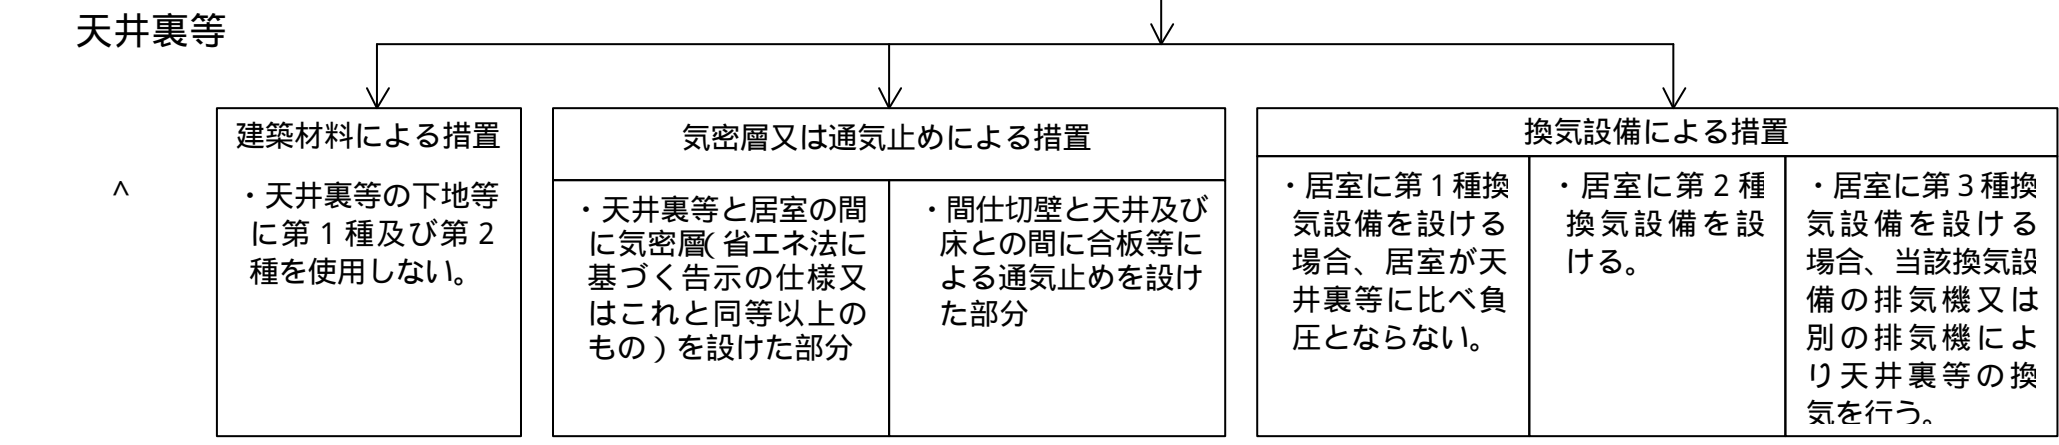 天井裏等
建築材料による措置
・天井裏等の下地等
に第1種及び第2
種を使用しない。
気密層又は通気止めによる措置
・天井裏等と居室の間
に気密層(省エネ法に
基づく告示の仕様又
はこれと同等以上の
もの)を設けた部分
・間仕切壁と天井及び
床との間に合板等に
よる通気止めを設け
た部分
換気設備による措置
・居室に第1種換
気設備を設ける
場合、居室が天
井裏等に比べ負
圧とならない。
・居室に第2種
換気設備を設
ける。
・居室に第3種換
気設備を設ける
場合、当該換気設
備の排気機又は
別の排気機によ
り天井裏等の換
気を行う。
^